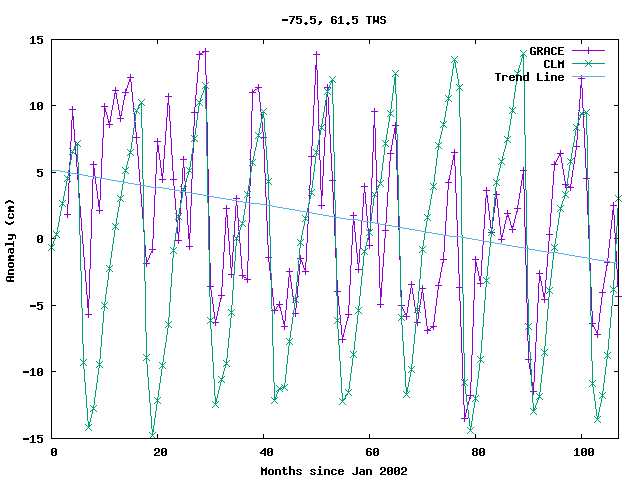 -75.5, 61.5 TWS
GRACE
CLM
Trend Line
15
10
5
0
-5
-10
-15
Anomaly (cm)
0 20 40 60 80 100
Months since Jan 2002